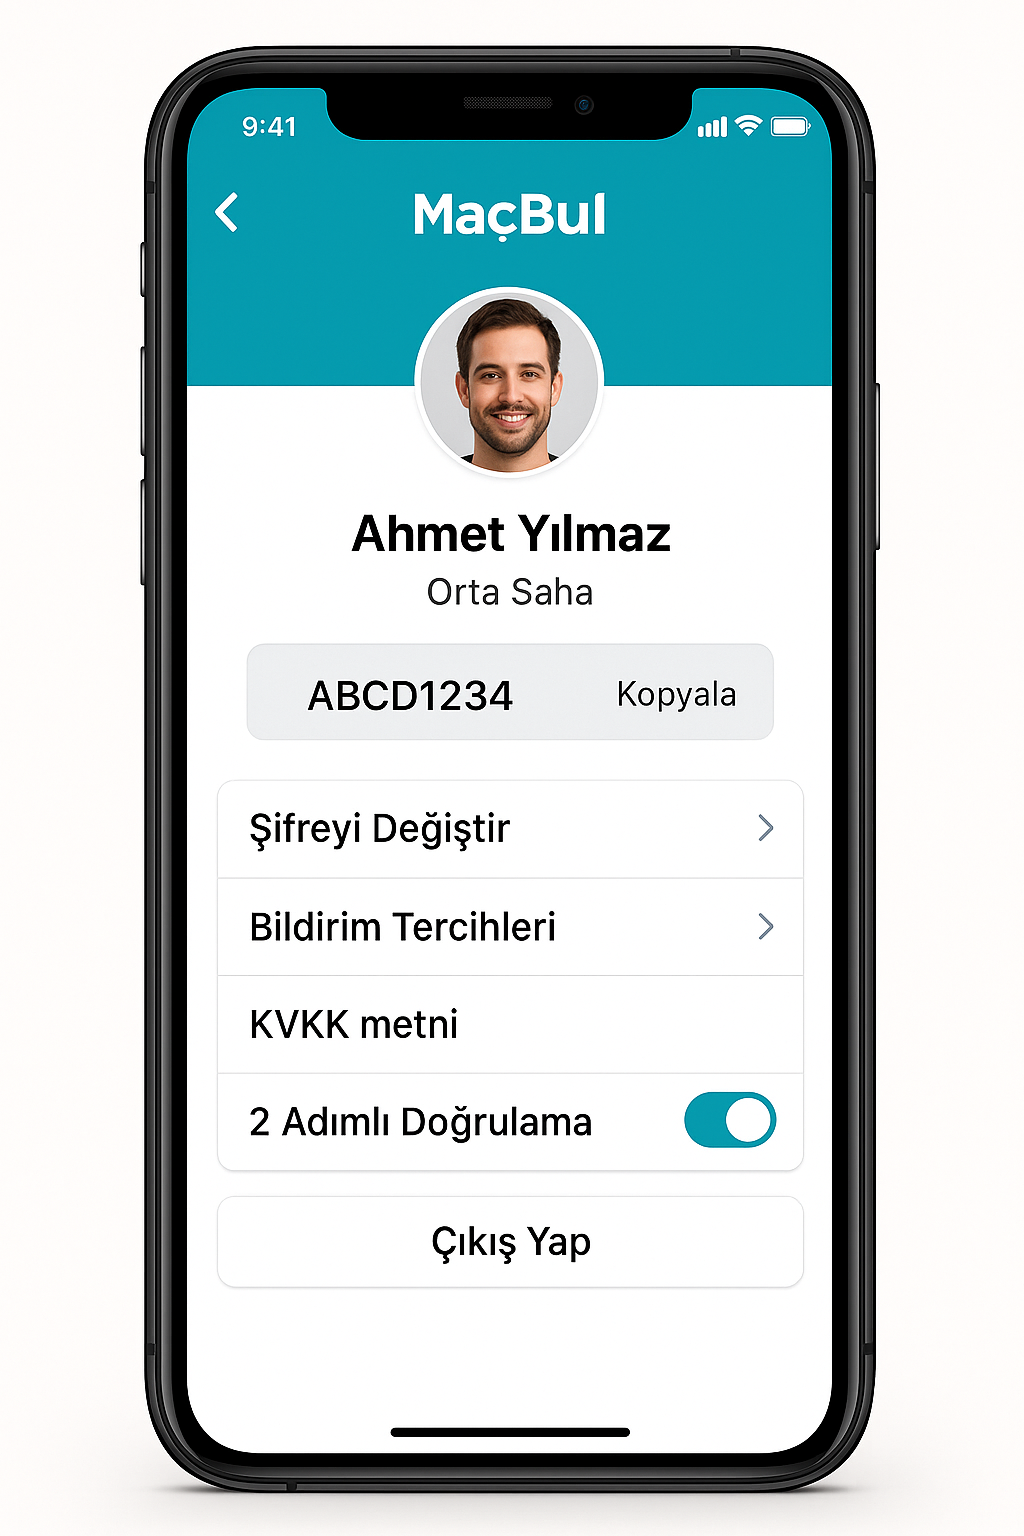 9:41
MaçBul
Ahmet Yılmaz
Orta Saha
ABCD1234 Kopyala
Şifreyi Değiştir
Bildirim Tercihleri
KVKK metni
2 Adımlı Doğrulama
Çıkış Yap